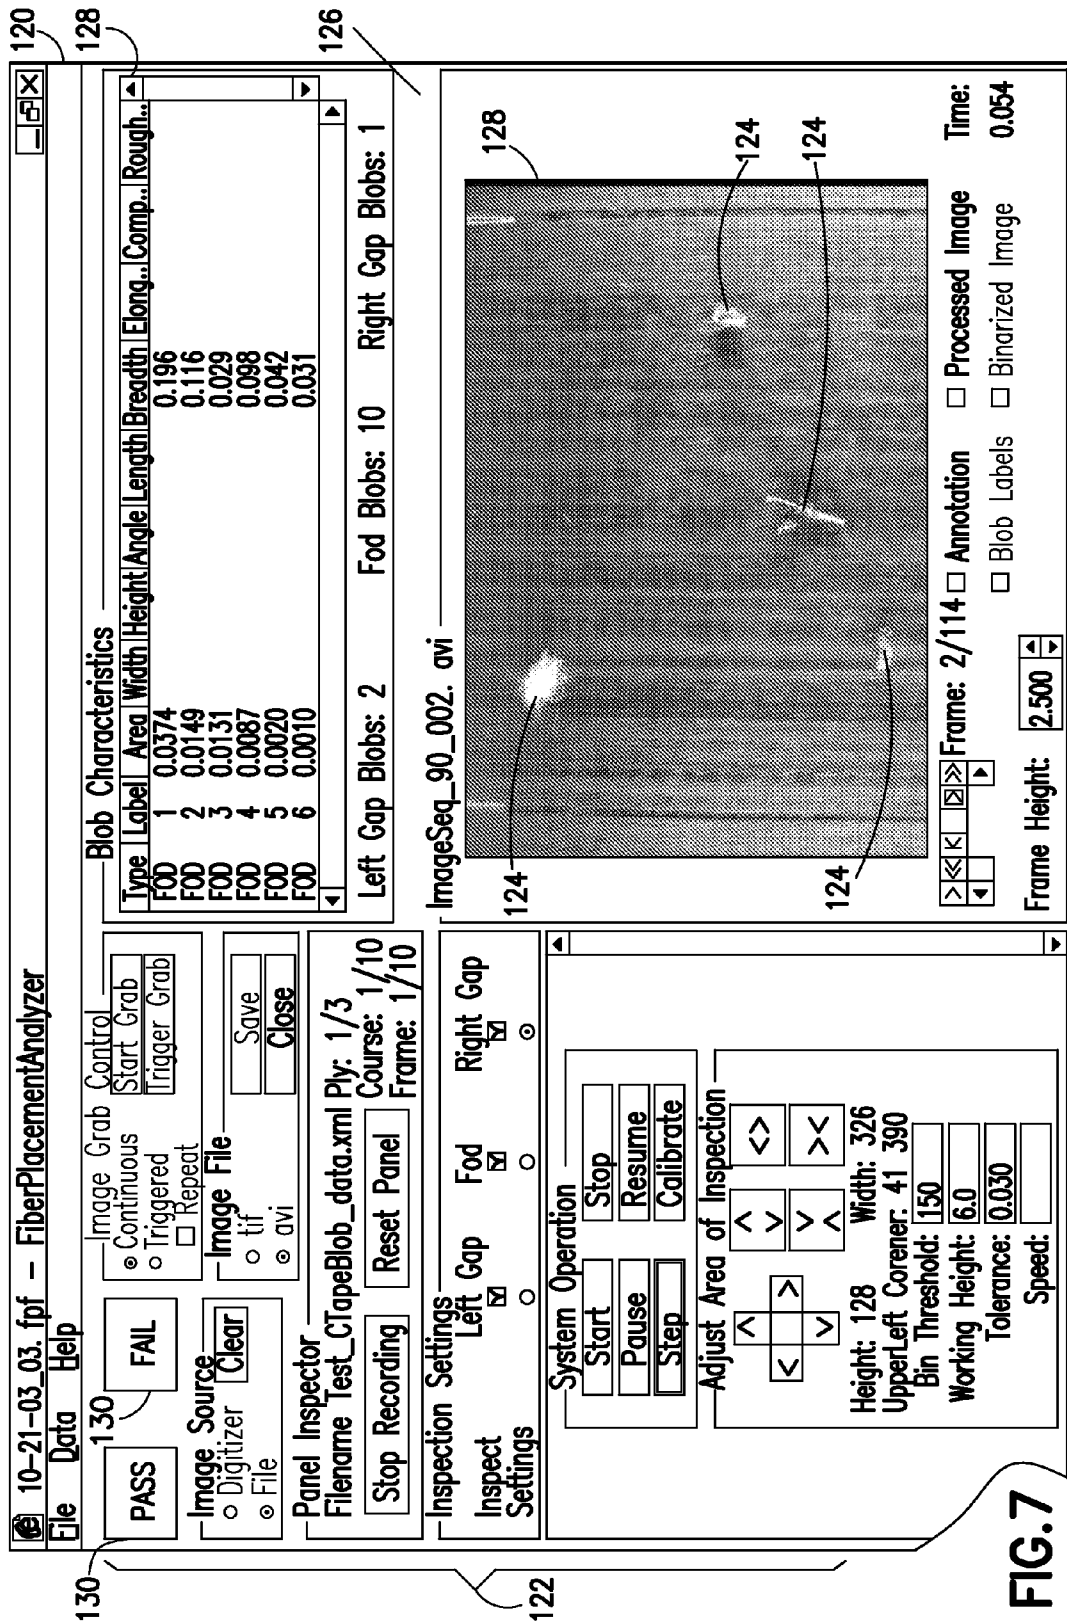 120
10-21-03_03. fpf - FiberPlacementAnalyzer
File Data Help
128
130
PASS
FAIL
130
Image Grab Control
Continuous
Triggered
Repeat
Start Grab
Trigger Grab
Image Source
Digitizer
File
Clear
Image File
tif
avi
Save
Close
Panel Inspector
Filename Test_CTapeBlob_data.xml Ply: 1/3
Course: 1/10
Frame: 1/10
Stop Recording
Reset Panel
Inspection Settings
Left Gap Fod Right Gap
Inspect
Settings
System Operation
Start Stop
Pause Resume
Step Calibrate
Adjust Area of Inspection
Height: 128 Width: 326
UpperLeft Corener: 41 390
Bin Threshold: 150
Working Height: 6.0
Tolerance: 0.030
Speed:
122
Blob Characteristics
Type Label Area Width Height Angle Length Breadth Elong.. Comp.. Rough..
FOD 1 0.0374 0.196
FOD 2 0.0149 0.116
FOD 3 0.0131 0.029
FOD 4 0.0087 0.098
FOD 5 0.0020 0.042
FOD 6 0.0010 0.031
Left Gap Blobs: 2 Fod Blobs: 10 Right Gap Blobs: 1
126
ImageSeq_90_002. avi
128
124
124
124
124
Frame: 2/114 Annotation Processed Image
Time:
Blob Labels Binarized Image
0.054
Frame Height: 2.500
FIG.7